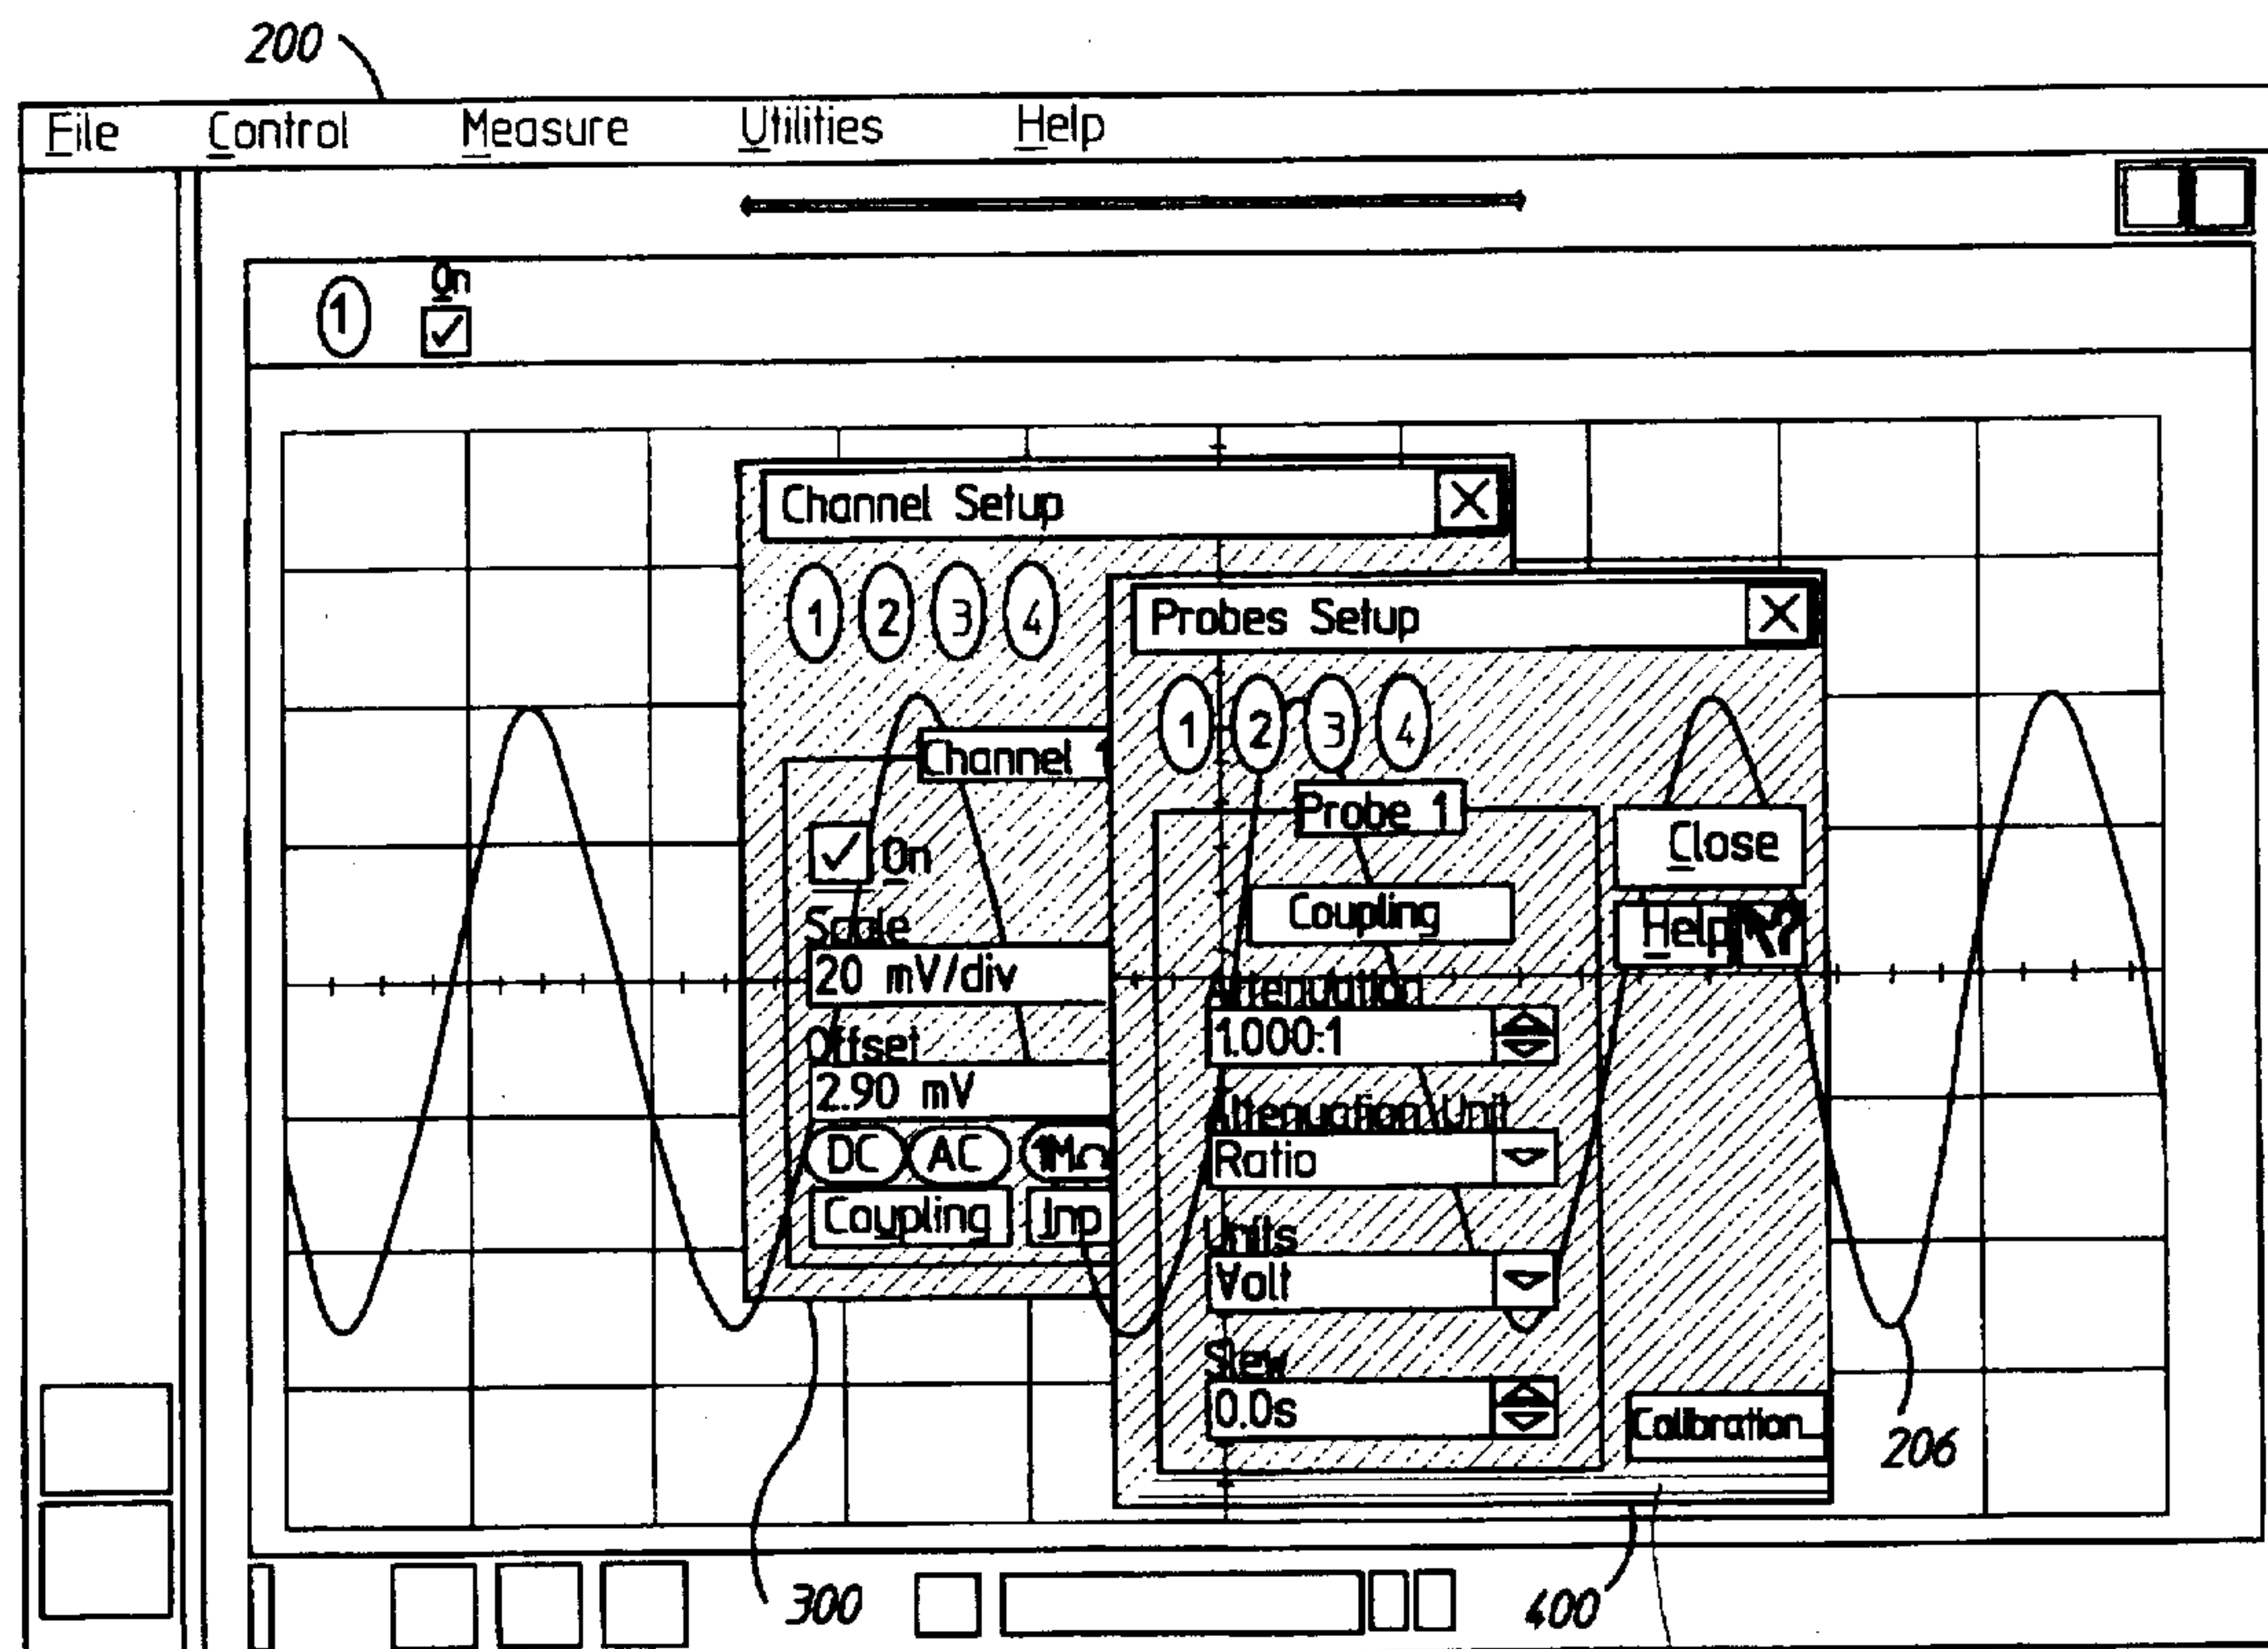 200
File Control Measure Utilities Help
1 On
Channel Setup
1 2 3 4
Channel 1
On
Scale
20 mV/div
Offset
2.90 mV
DC AC 1MΩ
Coupling Inp
Probes Setup
1 2 3 4
Probe 1
Close
Coupling
Help ?
Attenuation
1.000:1
Attenuation Unit
Ratio
Units
Volt
Skew
0.0s
Calibration...
206
300
400